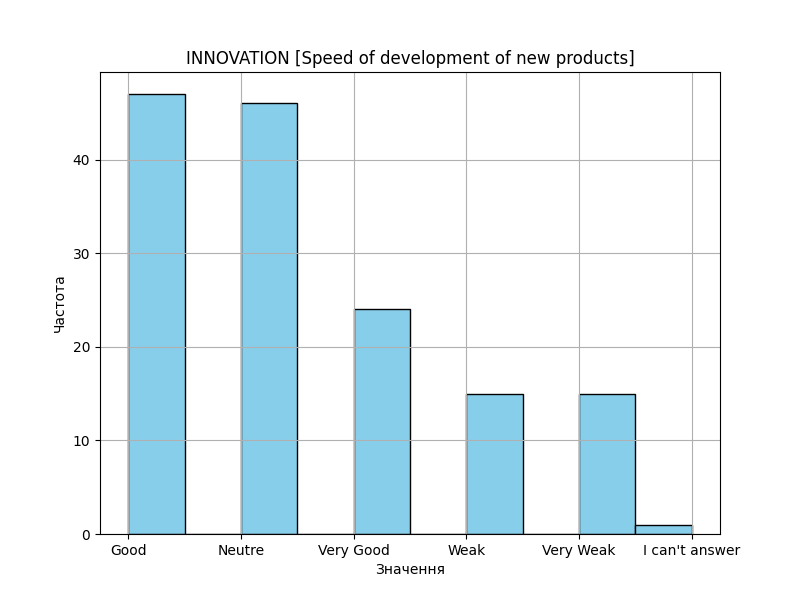 INNOVATION [Speed of development of new products]
Частота
40
30
20
10
0
Good Neutre Very Good Weak Very Weak I can't answer
Значення